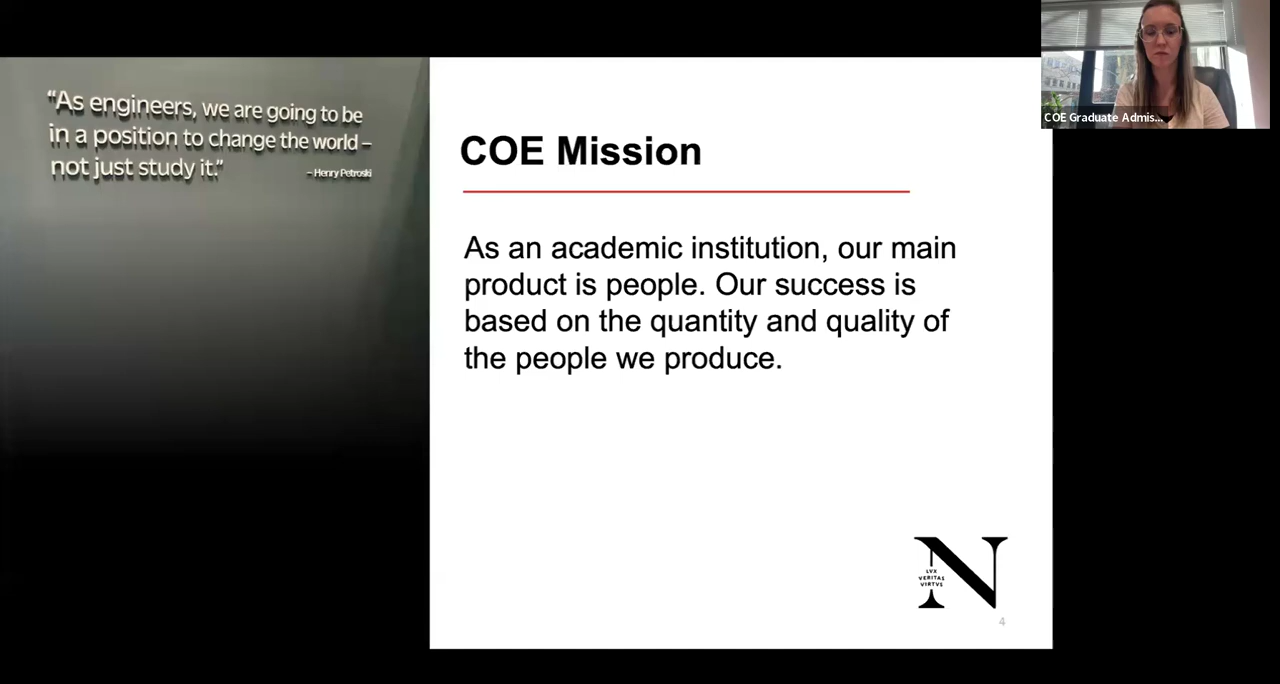 “As engineers, we are going to be
in a position to change the world –
not just study it.”
– Henry Petroski
COE Mission
As an academic institution, our main
product is people. Our success is
based on the quantity and quality of
the people we produce.
LVX
VERITAS
VIRTVS
N
4
COE Graduate Admis...